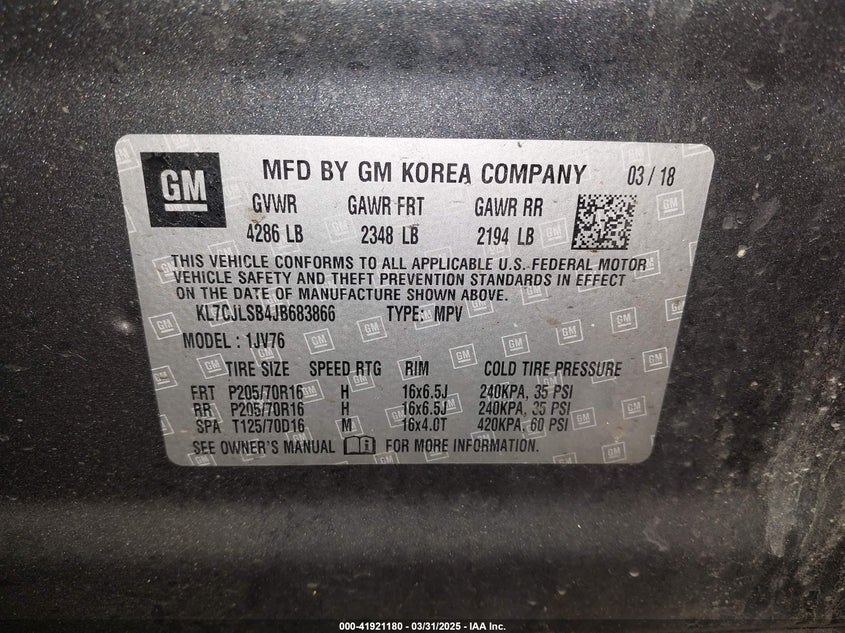 GM MFD BY GM KOREA COMPANY 03 / 18
GVWR GAWR FRT GAWR RR
4286 LB 2348 LB 2194 LB
THIS VEHICLE CONFORMS TO ALL APPLICABLE U.S. FEDERAL MOTOR
VEHICLE SAFETY AND THEFT PREVENTION STANDARDS IN EFFECT
ON THE DATE OF MANUFACTURE SHOWN ABOVE.
KL7CJLSB4JB683866 TYPE: MPV
MODEL : 1JV76
TIRE SIZE SPEED RTG RIM COLD TIRE PRESSURE
FRT P205/70R16 H 16x6.5J 240KPA, 35 PSI
RR P205/70R16 H 16x6.5J 240KPA, 35 PSI
SPA T125/70D16 M 16x4.0T 420KPA, 60 PSI
SEE OWNER'S MANUAL FOR MORE INFORMATION.
000-41921180 - 03/31/2025 - IAA Inc.